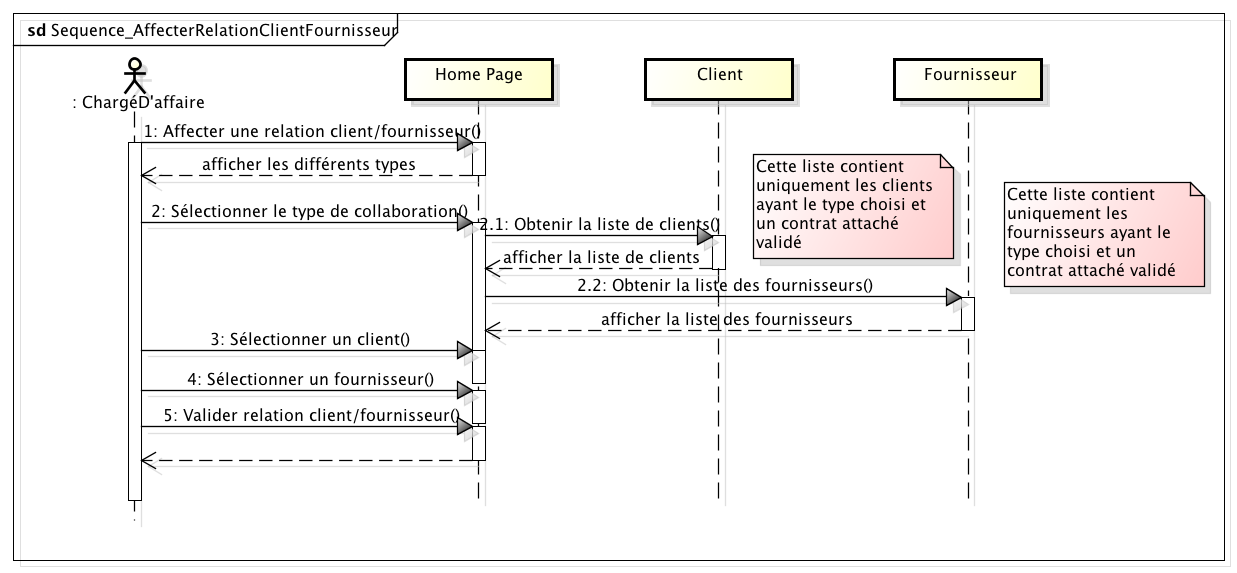 sd Sequence_AffecterRelationClientFournisseur
: ChargéD'affaire
Home Page
Client
Fournisseur
1: Affecter une relation client/fournisseur()
afficher les différents types
2: Sélectionner le type de collaboration()
2.1: Obtenir la liste de clients()
afficher la liste de clients
2.2: Obtenir la liste des fournisseurs()
afficher la liste des fournisseurs
3: Sélectionner un client()
4: Sélectionner un fournisseur()
5: Valider relation client/fournisseur()
Cette liste contient
uniquement les clients
ayant le type choisi et
un contrat attaché
validé
Cette liste contient
uniquement les
fournisseurs ayant le
type choisi et un
contrat attaché validé